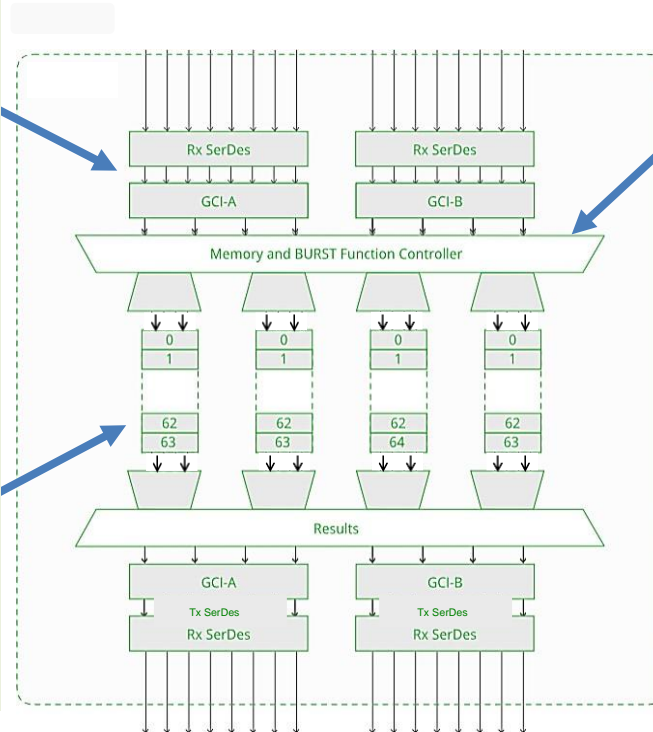 Rx SerDes Rx SerDes
GCI-A GCI-B
Memory and BURST Function Controller
0 0 0 0
1 1 1 1
62 62 62 62
63 63 64 63
Results
GCI-A GCI-B
Tx SerDes Tx SerDes
Rx SerDes Rx SerDes